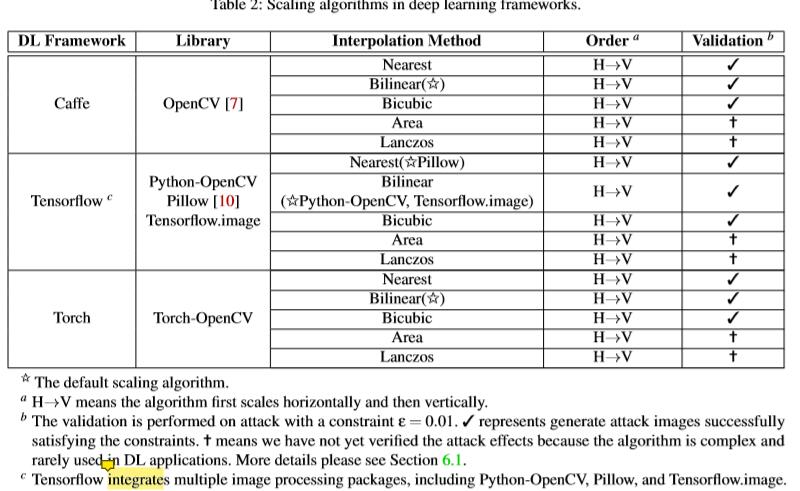 Table 2: Scaling algorithms in deep learning frameworks.
DL Framework Library Interpolation Method Order a Validation b
Caffe OpenCV [7] Nearest H→V ✓
Bilinear(☆) H→V ✓
Bicubic H→V ✓
Area H→V †
Lanczos H→V †
Tensorflow c Python-OpenCV Pillow [10] Tensorflow.image Nearest(☆Pillow) H→V ✓
Bilinear (☆Python-OpenCV, Tensorflow.image) H→V ✓
Bicubic H→V ✓
Area H→V †
Lanczos H→V †
Torch Torch-OpenCV Nearest H→V ✓
Bilinear(☆) H→V ✓
Bicubic H→V ✓
Area H→V †
Lanczos H→V †
☆ The default scaling algorithm.
a H→V means the algorithm first scales horizontally and then vertically.
b The validation is performed on attack with a constraint ε = 0.01. ✓ represents generate attack images successfully
satisfying the constraints. † means we have not yet verified the attack effects because the algorithm is complex and
rarely used in DL applications. More details please see Section 6.1.
c Tensorflow integrates multiple image processing packages, including Python-OpenCV, Pillow, and Tensorflow.image.